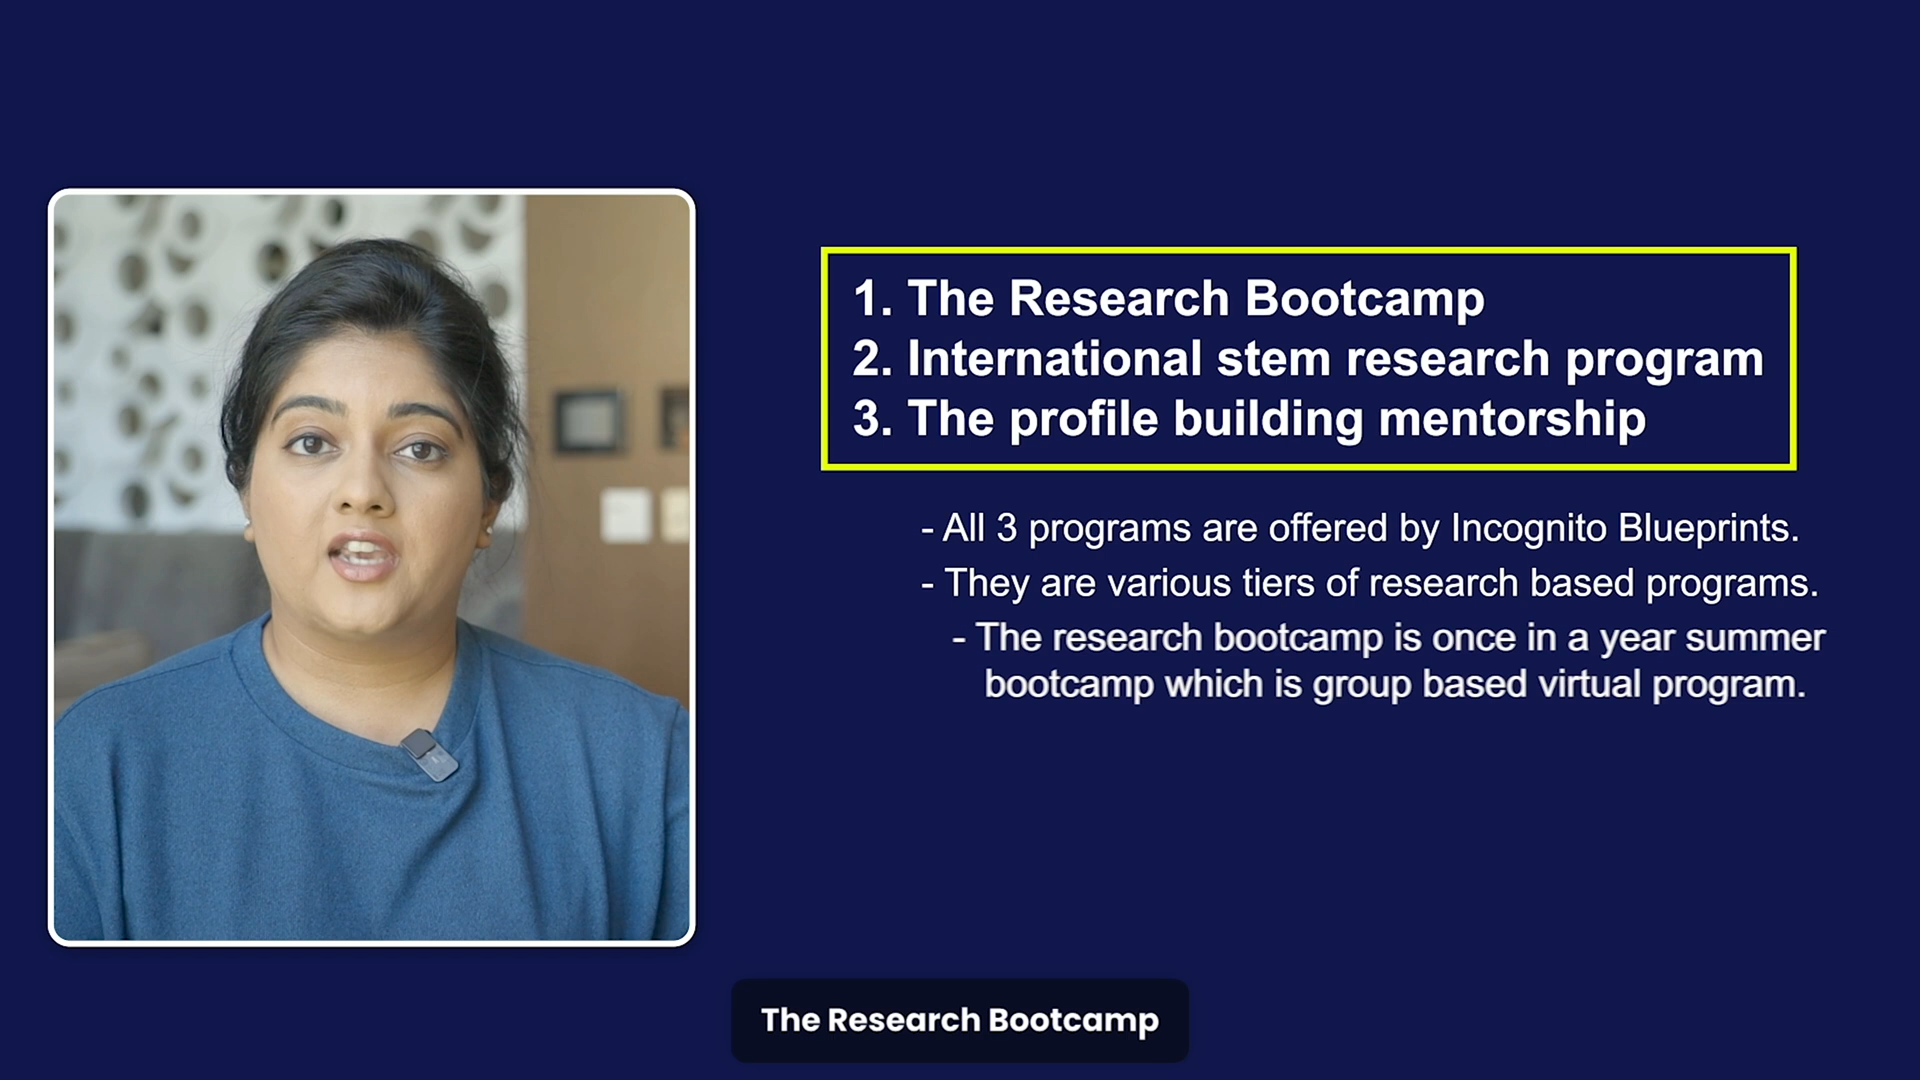 1. The Research Bootcamp
2. International stem research program
3. The profile building mentorship
- All 3 programs are offered by Incognito Blueprints.
- They are various tiers of research based programs.
- The research bootcamp is once in a year summer
bootcamp which is group based virtual program.
The Research Bootcamp